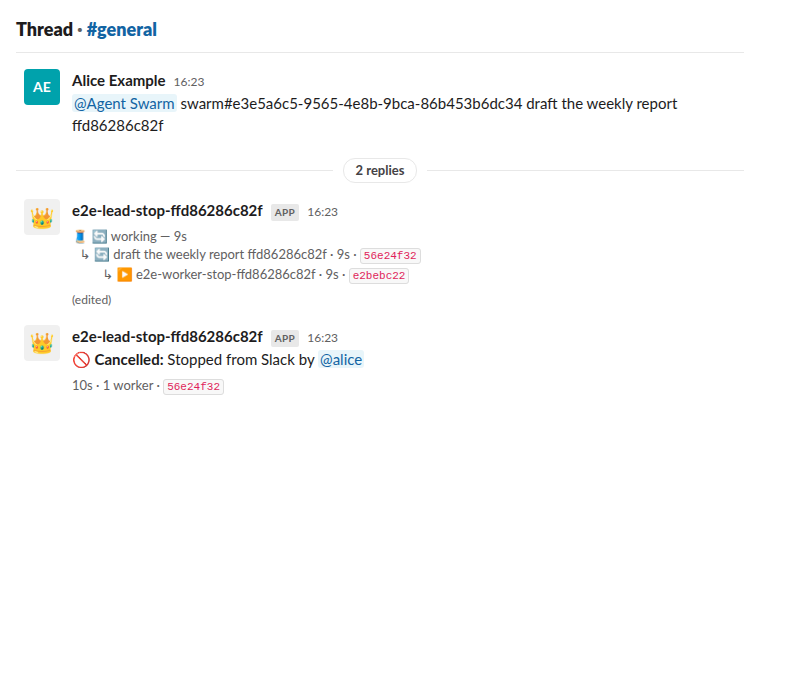 Thread • #general
AE
Alice Example 16:23
@Agent Swarm swarm#e3e5a6c5-9565-4e8b-9bca-86b453b6dc34 draft the weekly report
ffd86286c82f
2 replies
e2e-lead-stop-ffd86286c82f APP 16:23
working — 9s
↳ draft the weekly report ffd86286c82f · 9s · 56e24f32
↳ e2e-worker-stop-ffd86286c82f · 9s · e2bebc22
(edited)
e2e-lead-stop-ffd86286c82f APP 16:23
🚫 Cancelled: Stopped from Slack by @alice
10s · 1 worker · 56e24f32